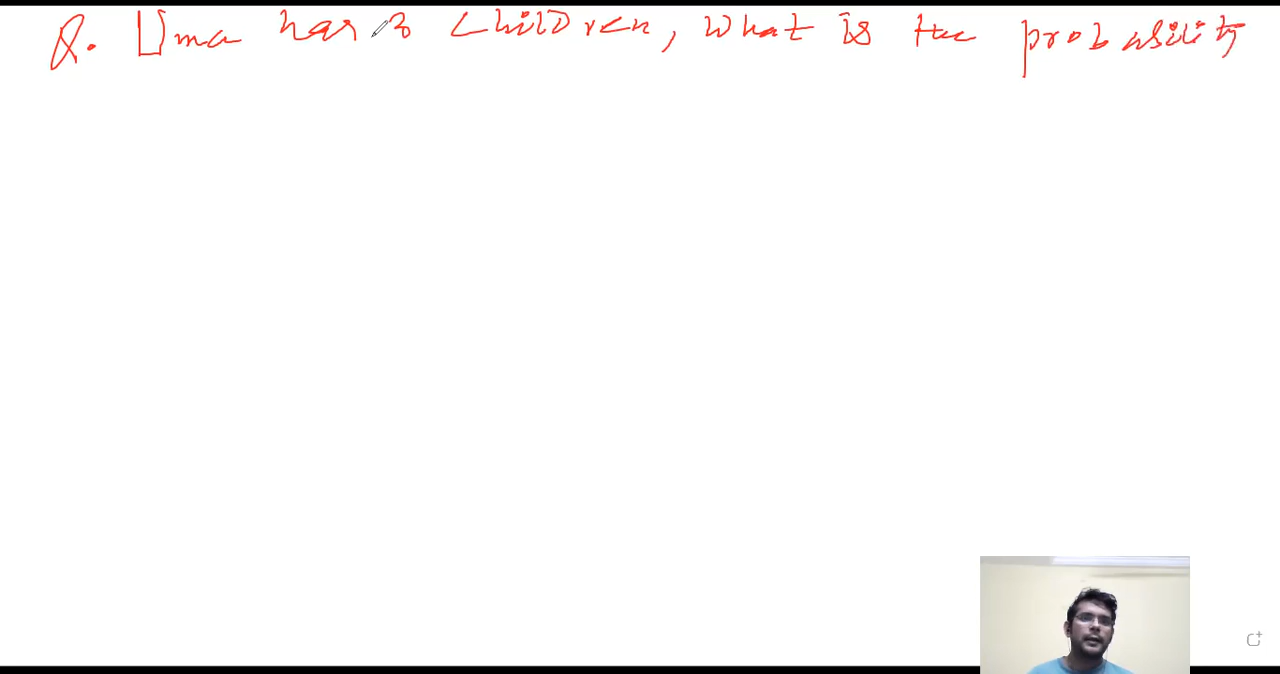 Q. Uma has 3 children, what is the probability